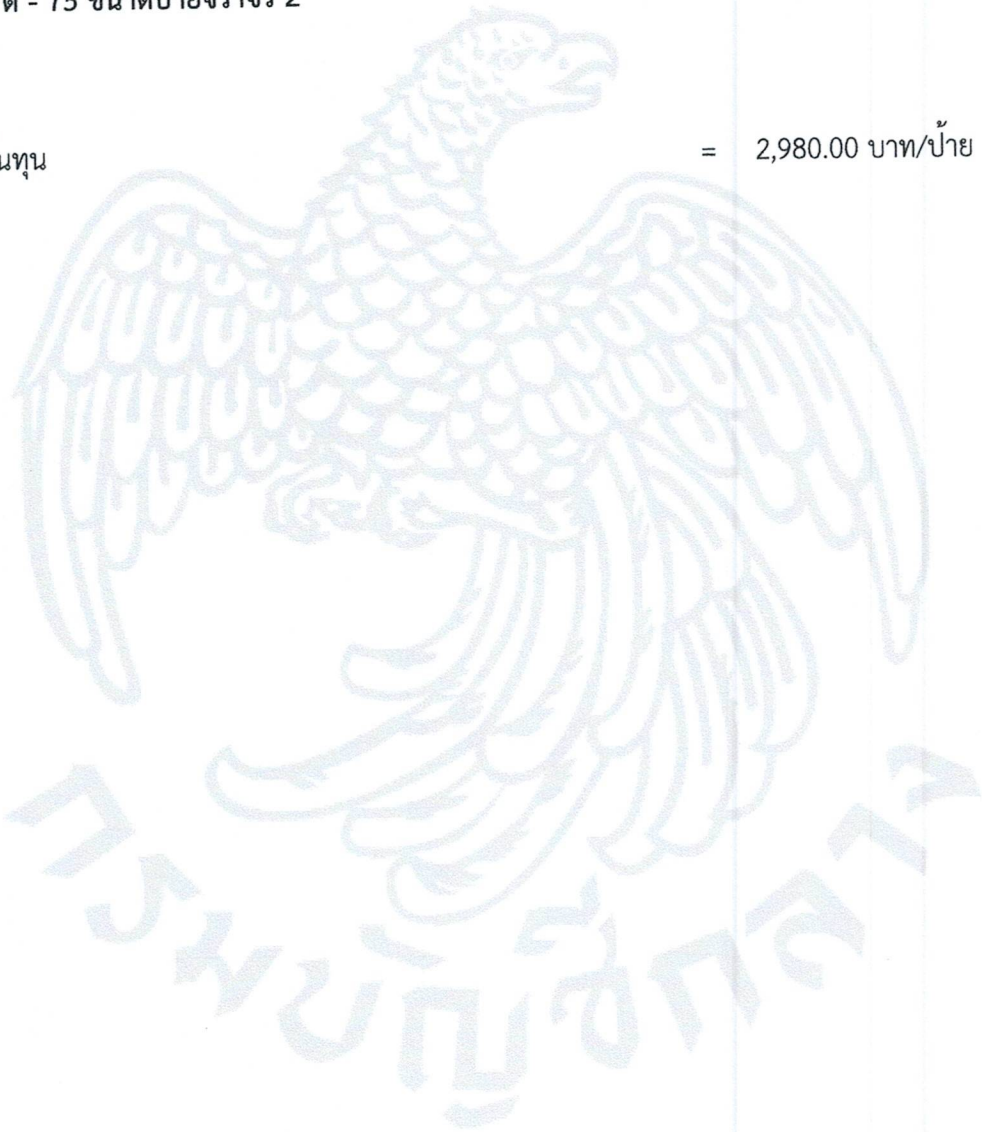 - 75 ขนาดป้ายจราจร 2
นทุน = 2,980.00 บาท/ป้าย
กรมบัญชีกลาง